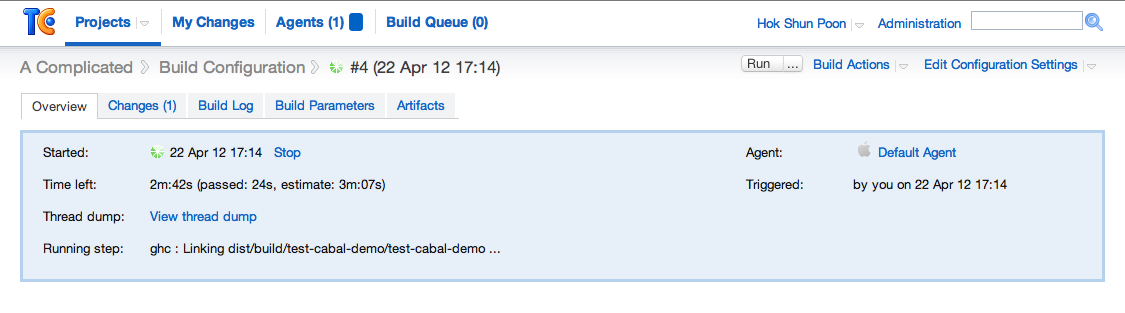 TC Projects My Changes Agents (1) Build Queue (0) Hok Shun Poon Administration
A Complicated Build Configuration #4 (22 Apr 12 17:14) Run ... Build Actions Edit Configuration Settings
Overview Changes (1) Build Log Build Parameters Artifacts
Started: 22 Apr 12 17:14 Stop Agent: Default Agent
Time left: 2m:42s (passed: 24s, estimate: 3m:07s) Triggered: by you on 22 Apr 12 17:14
Thread dump: View thread dump
Running step: ghc : Linking dist/build/test-cabal-demo/test-cabal-demo ...